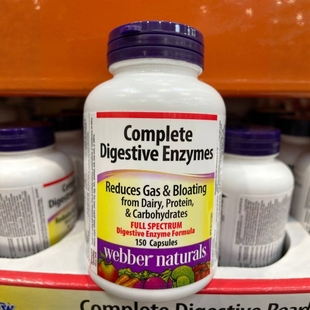 Complete
Digestive Enzymes
Reduces Gas & Bloating
from Dairy, Protein,
& Carbohydrates
FULL SPECTRUM
Digestive Enzyme Formula
150 Capsules
webber naturals
Complete Digestive